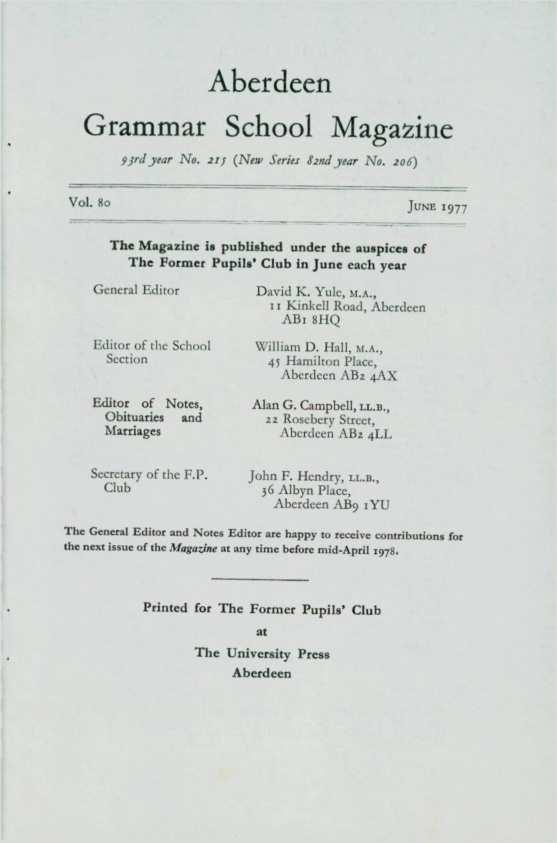 Aberdeen
Grammar School Magazine
93rd year No. 215 (New Series 82nd year No. 206)
Vol. 80 June 1977
The Magazine is published under the auspices of
The Former Pupils' Club in June each year
General Editor David K. Yule, M.A.,
11 Kinkell Road, Aberdeen
AB1 8HQ
Editor of the School William D. Hall, M.A.,
Section 45 Hamilton Place,
Aberdeen AB2 4AX
Editor of Notes, Alan G. Campbell, LL.B.,
Obituaries and 22 Rosebery Street,
Marriages Aberdeen AB2 4LL
Secretary of the F.P. John F. Hendry, LL.B.,
Club 36 Albyn Place,
Aberdeen AB9 1YU
The General Editor and Notes Editor are happy to receive contributions for
the next issue of the Magazine at any time before mid-April 1978.
Printed for The Former Pupils' Club
at
The University Press
Aberdeen